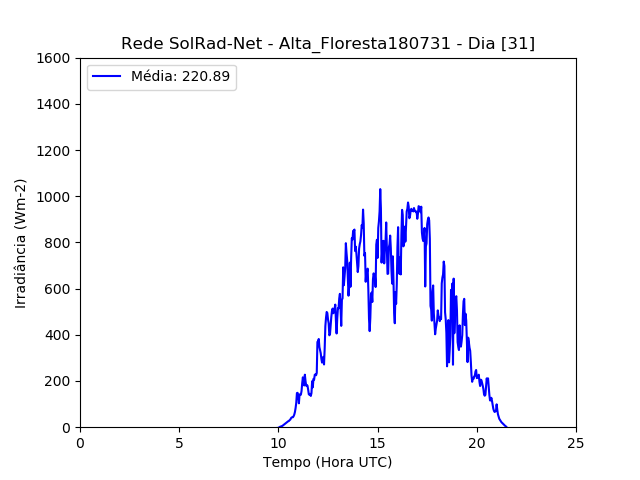 Rede SolRad-Net - Alta_Floresta180731 - Dia [31]
Média: 220.89
Irradiância (Wm-2)
1600
1400
1200
1000
800
600
400
200
0
0 5 10 15 20 25
Tempo (Hora UTC)